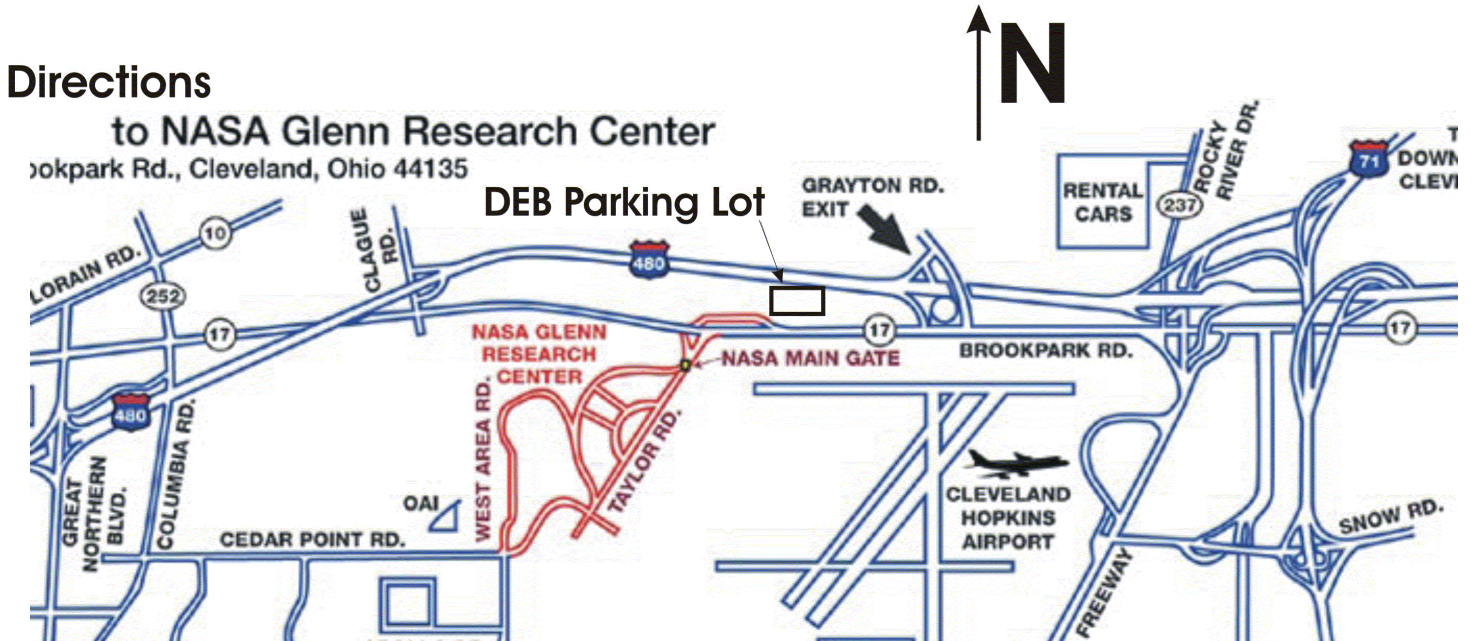 N
Directions
to NASA Glenn Research Center
ookpark Rd., Cleveland, Ohio 44135
DEB Parking Lot
GRAYTON RD.
EXIT
RENTAL
CARS
237
ROCKY
RIVER DR.
71
DOWN
CLEV
LORAIN RD.
10
252
CLAGUE
RD.
480
17
17
BROOKPARK RD.
17
NASA GLENN
RESEARCH
CENTER
NASA MAIN GATE
480
GREAT
NORTHERN
BLVD.
COLUMBIA RD.
WEST AREA RD.
TAYLOR RD.
OAI
CEDAR POINT RD.
CLEVELAND
HOPKINS
AIRPORT
SNOW RD.
FREEWAY